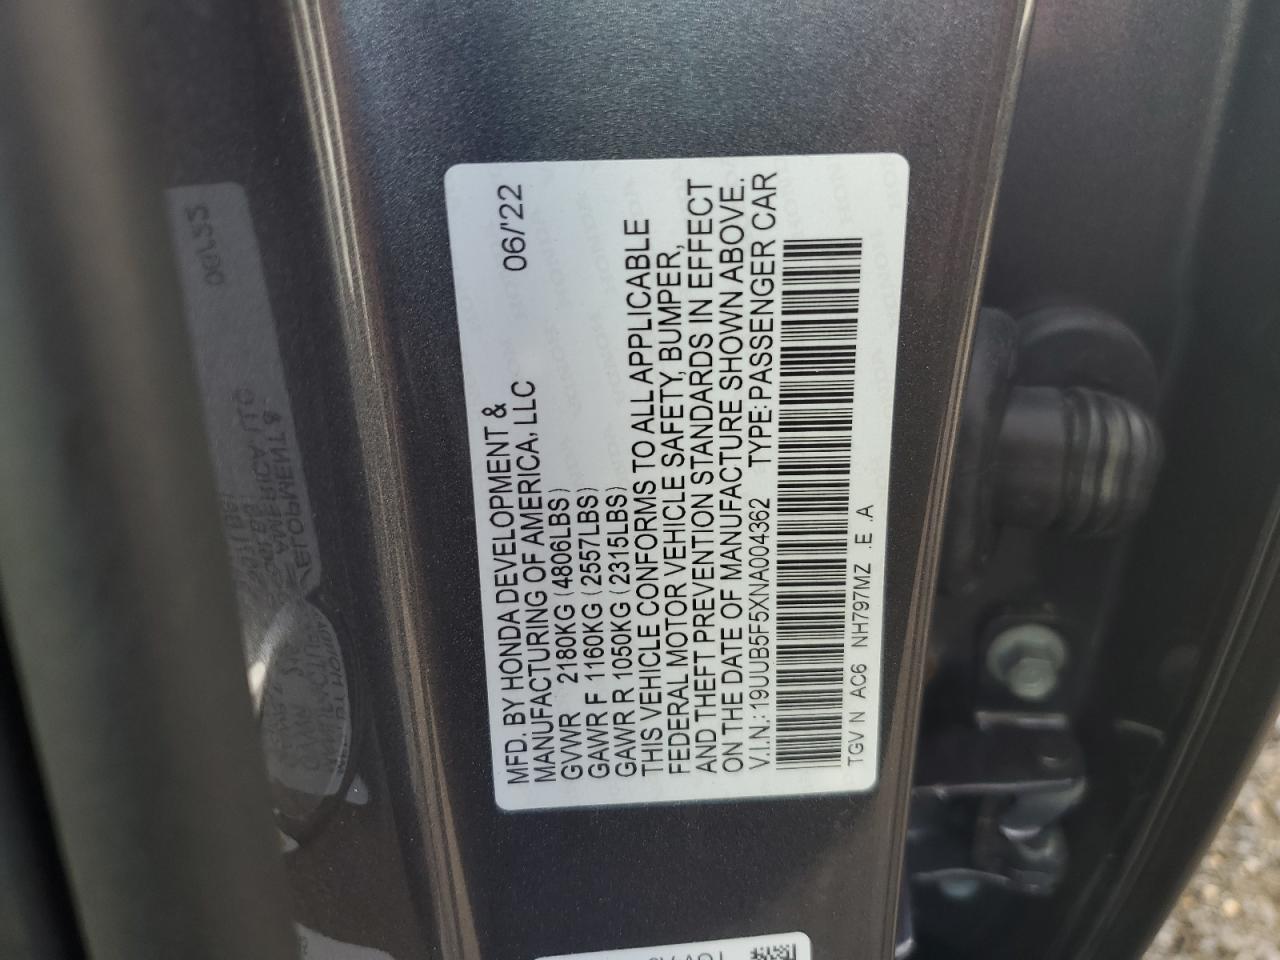 MFD. BY HONDA DEVELOPMENT & 06/'22
MANUFACTURING OF AMERICA, LLC
GVWR 2180KG (4806LBS)
GAWR F 1160KG (2557LBS)
GAWR R 1050KG (2315LBS)
THIS VEHICLE CONFORMS TO ALL APPLICABLE
FEDERAL MOTOR VEHICLE SAFETY, BUMPER,
AND THEFT PREVENTION STANDARDS IN EFFECT
ON THE DATE OF MANUFACTURE SHOWN ABOVE.
V.I.N.: 19UUB5F5XNA004362 TYPE: PASSENGER CAR
TGV N AC6 NH797MZ .E .A